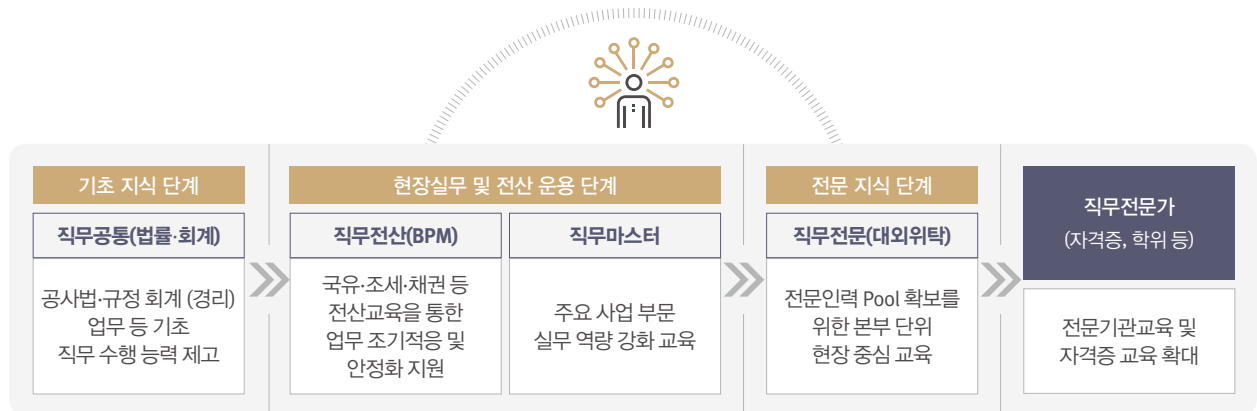 기초 지식 단계
직무공통(법률·회계)
공사법·규정 회계 (경리)
업무 등 기초
직무 수행 능력 제고
현장실무 및 전산 운용 단계
직무전산(BPM)
국유·조세·채권 등
전산교육을 통한
업무 조기적응 및
안정화 지원
직무마스터
주요 사업 부문
실무 역량 강화 교육
전문 지식 단계
직무전문(대외위탁)
전문인력 Pool 확보를
위한 본부 단위
현장 중심 교육
직무전문가
(자격증, 학위 등)
전문기관교육 및
자격증 교육 확대